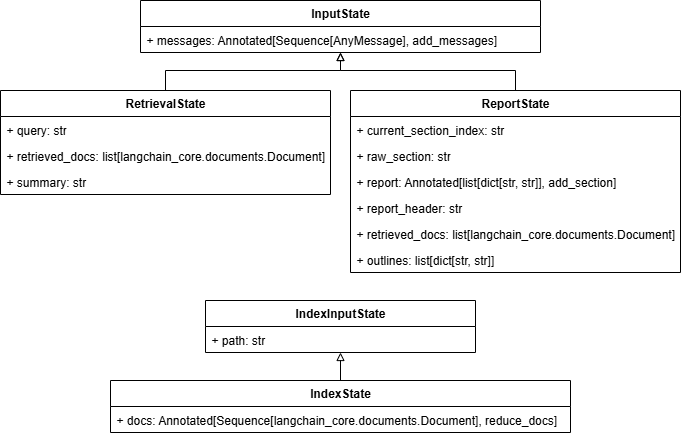 InputState
+ messages: Annotated[Sequence[AnyMessage], add_messages]
RetrievalState
+ query: str
+ retrieved_docs: list[langchain_core.documents.Document]
+ summary: str
ReportState
+ current_section_index: str
+ raw_section: str
+ report: Annotated[list[dict[str, str]], add_section]
+ report_header: str
+ retrieved_docs: list[langchain_core.documents.Document]
+ outlines: list[dict[str, str]]
IndexInputState
+ path: str
IndexState
+ docs: Annotated[Sequence[langchain_core.documents.Document], reduce_docs]